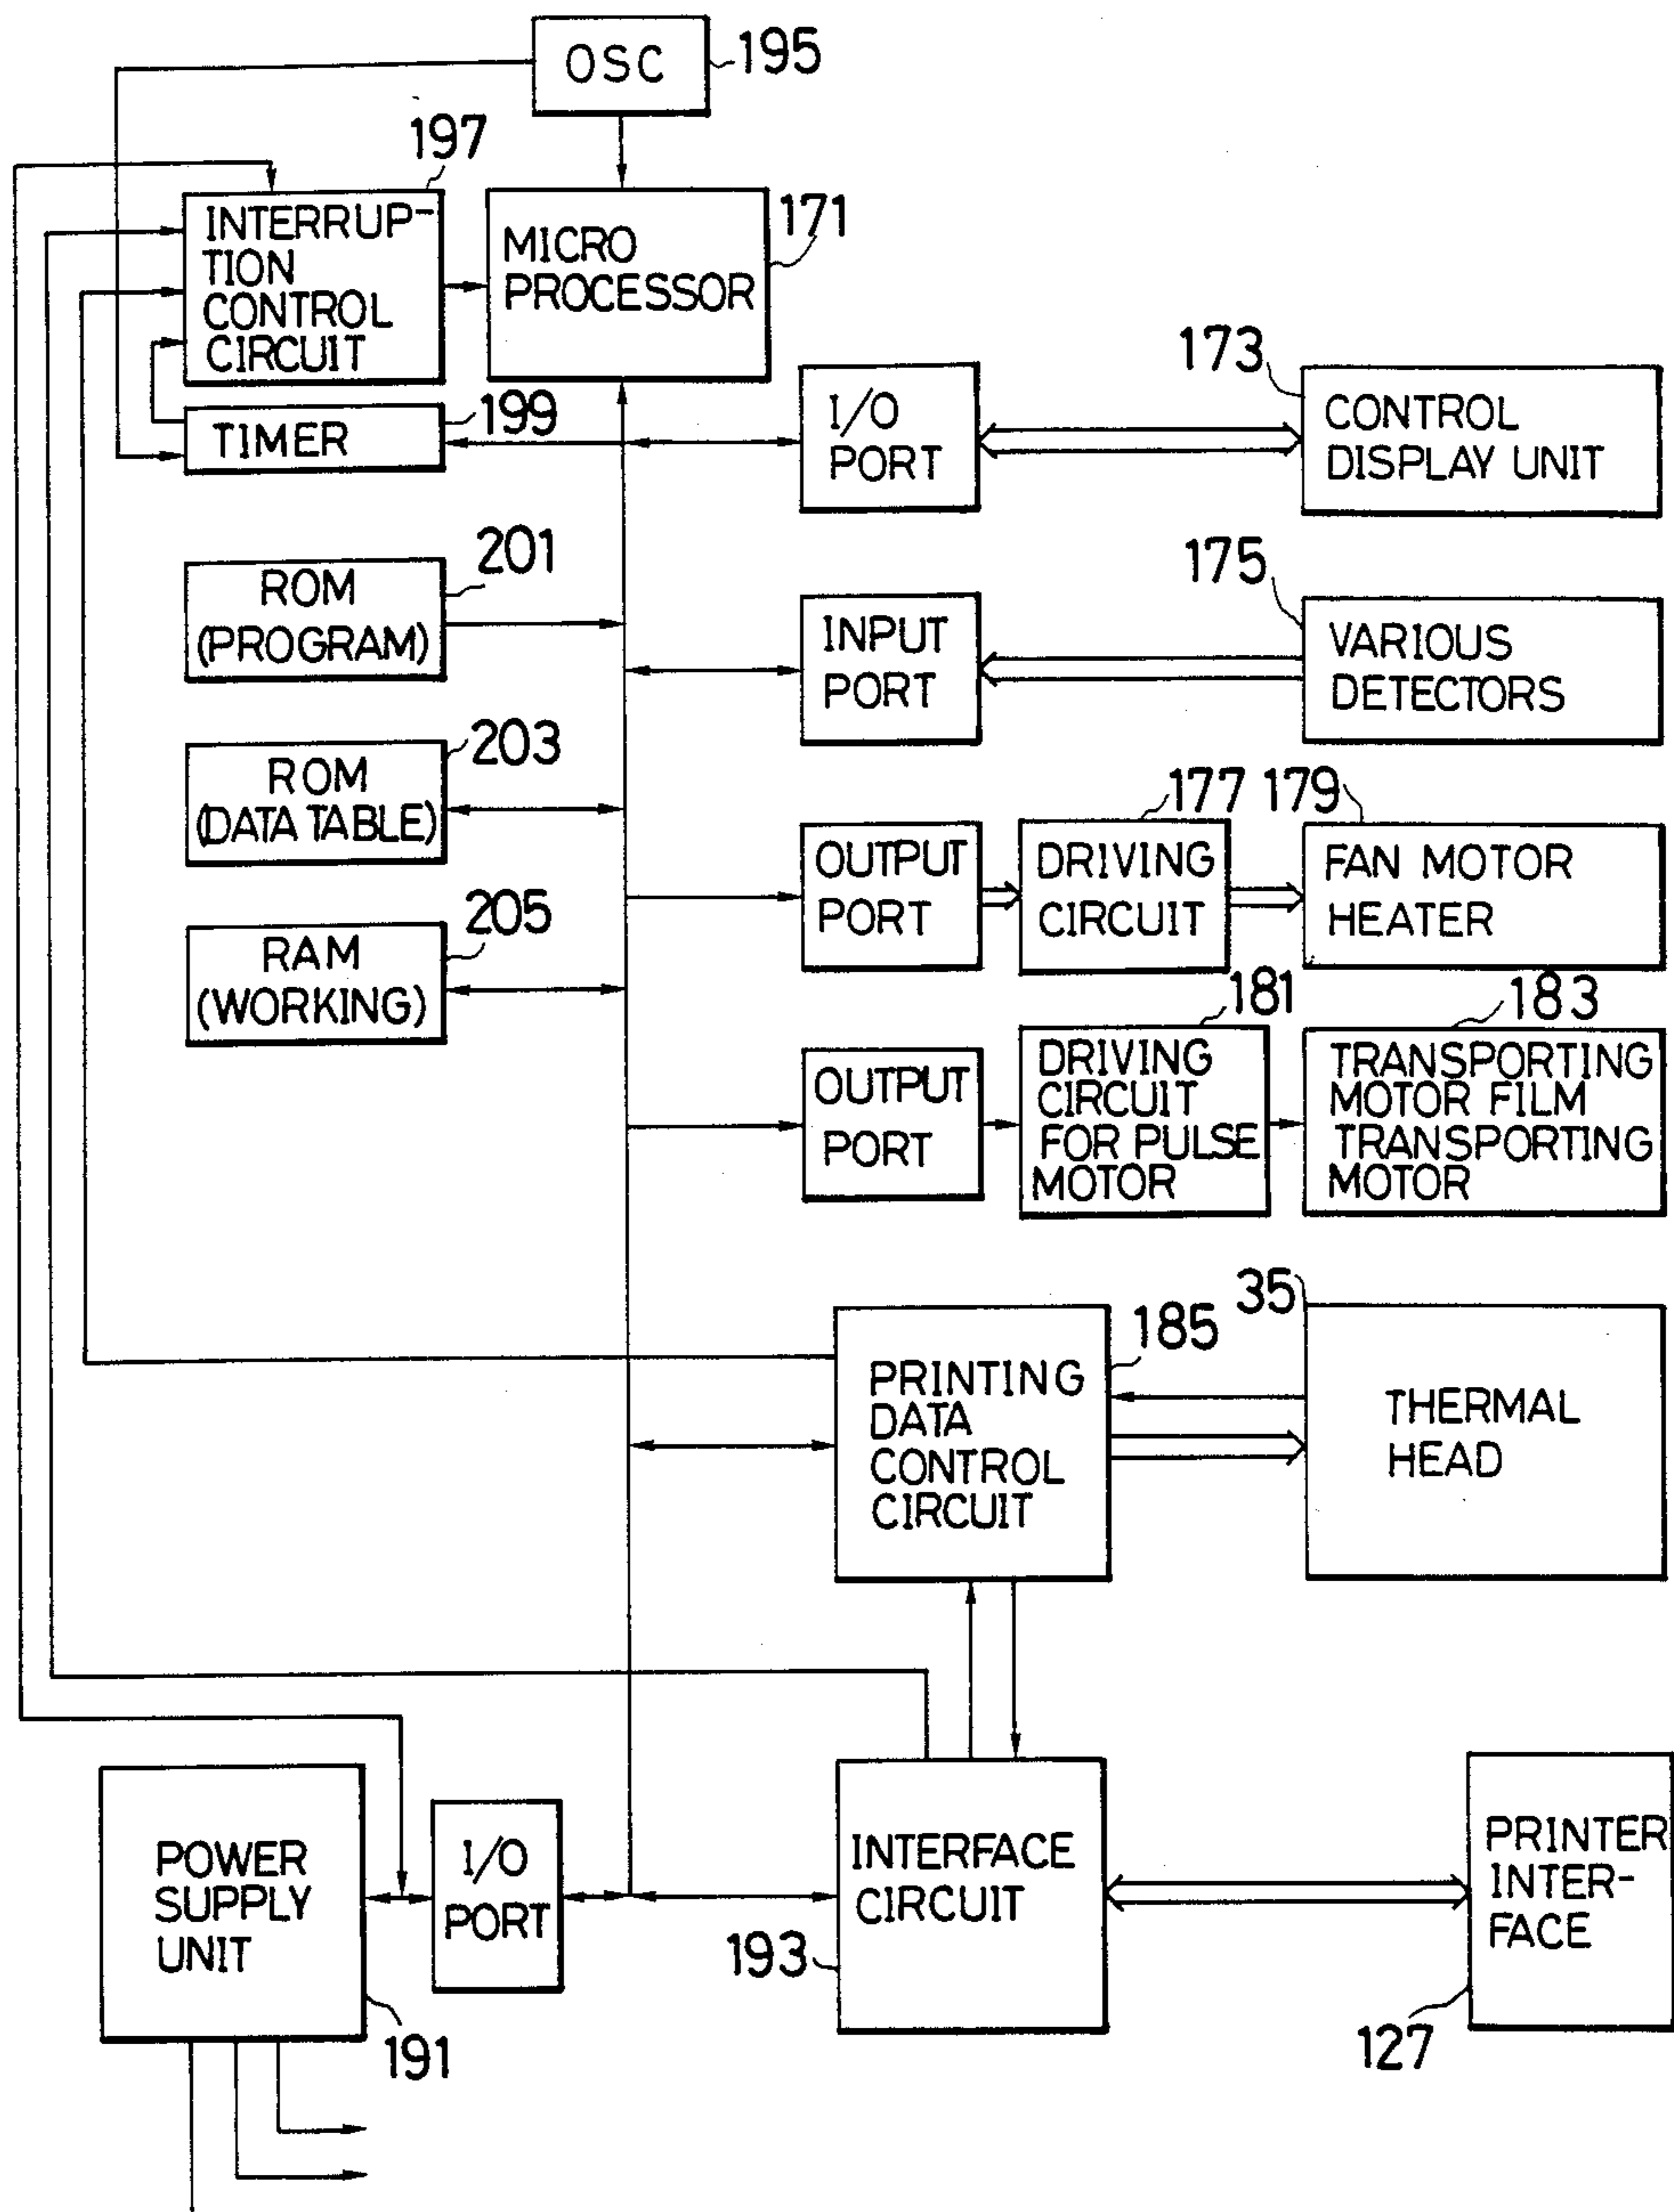 OSC
195
197
INTERRUP-
TION
CONTROL
CIRCUIT
MICRO
PROCESSOR
171
TIMER
199
I/O
PORT
173
CONTROL
DISPLAY UNIT
ROM
(PROGRAM)
201
INPUT
PORT
175
VARIOUS
DETECTORS
ROM
(DATA TABLE)
203
OUTPUT
PORT
177
DRIVING
CIRCUIT
179
FAN MOTOR
HEATER
RAM
(WORKING)
205
OUTPUT
PORT
181
DRIVING
CIRCUIT
FOR PULSE
MOTOR
183
TRANSPORTING
MOTOR FILM
TRANSPORTING
MOTOR
185
PRINTING
DATA
CONTROL
CIRCUIT
35
THERMAL
HEAD
POWER
SUPPLY
UNIT
191
I/O
PORT
INTERFACE
CIRCUIT
193
PRINTER
INTER-
FACE
127